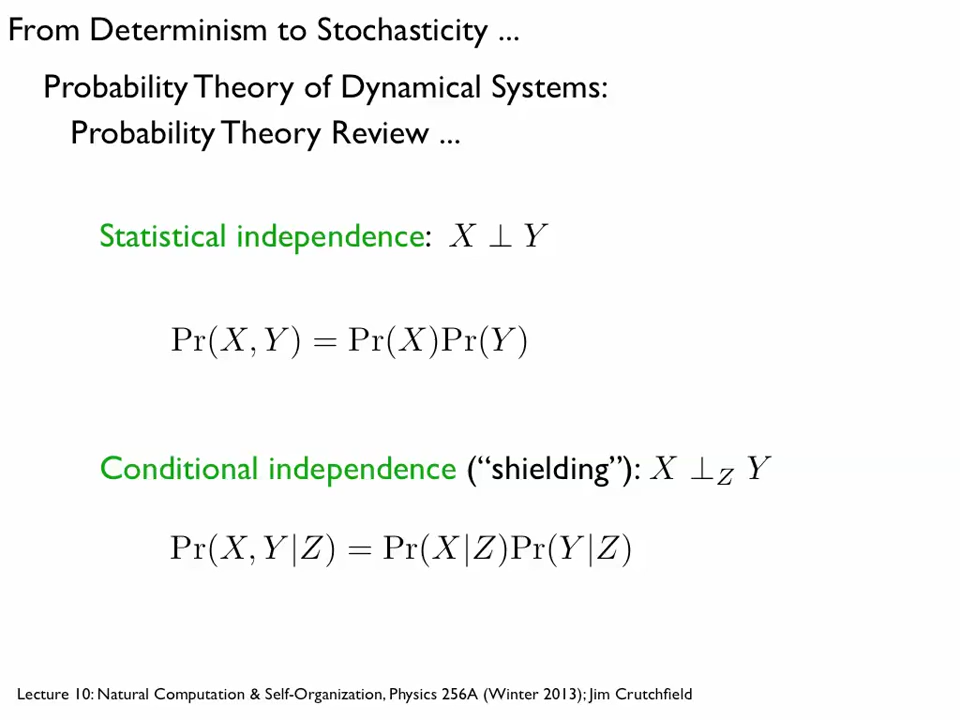 From Determinism to Stochasticity ...
Probability Theory of Dynamical Systems:
Probability Theory Review ...
Statistical independence: X ⊥ Y
Pr(X, Y) = Pr(X)Pr(Y)
Conditional independence (“shielding”): X ⊥_Z Y
Pr(X, Y|Z) = Pr(X|Z)Pr(Y|Z)
Lecture 10: Natural Computation & Self-Organization, Physics 256A (Winter 2013); Jim Crutchfield